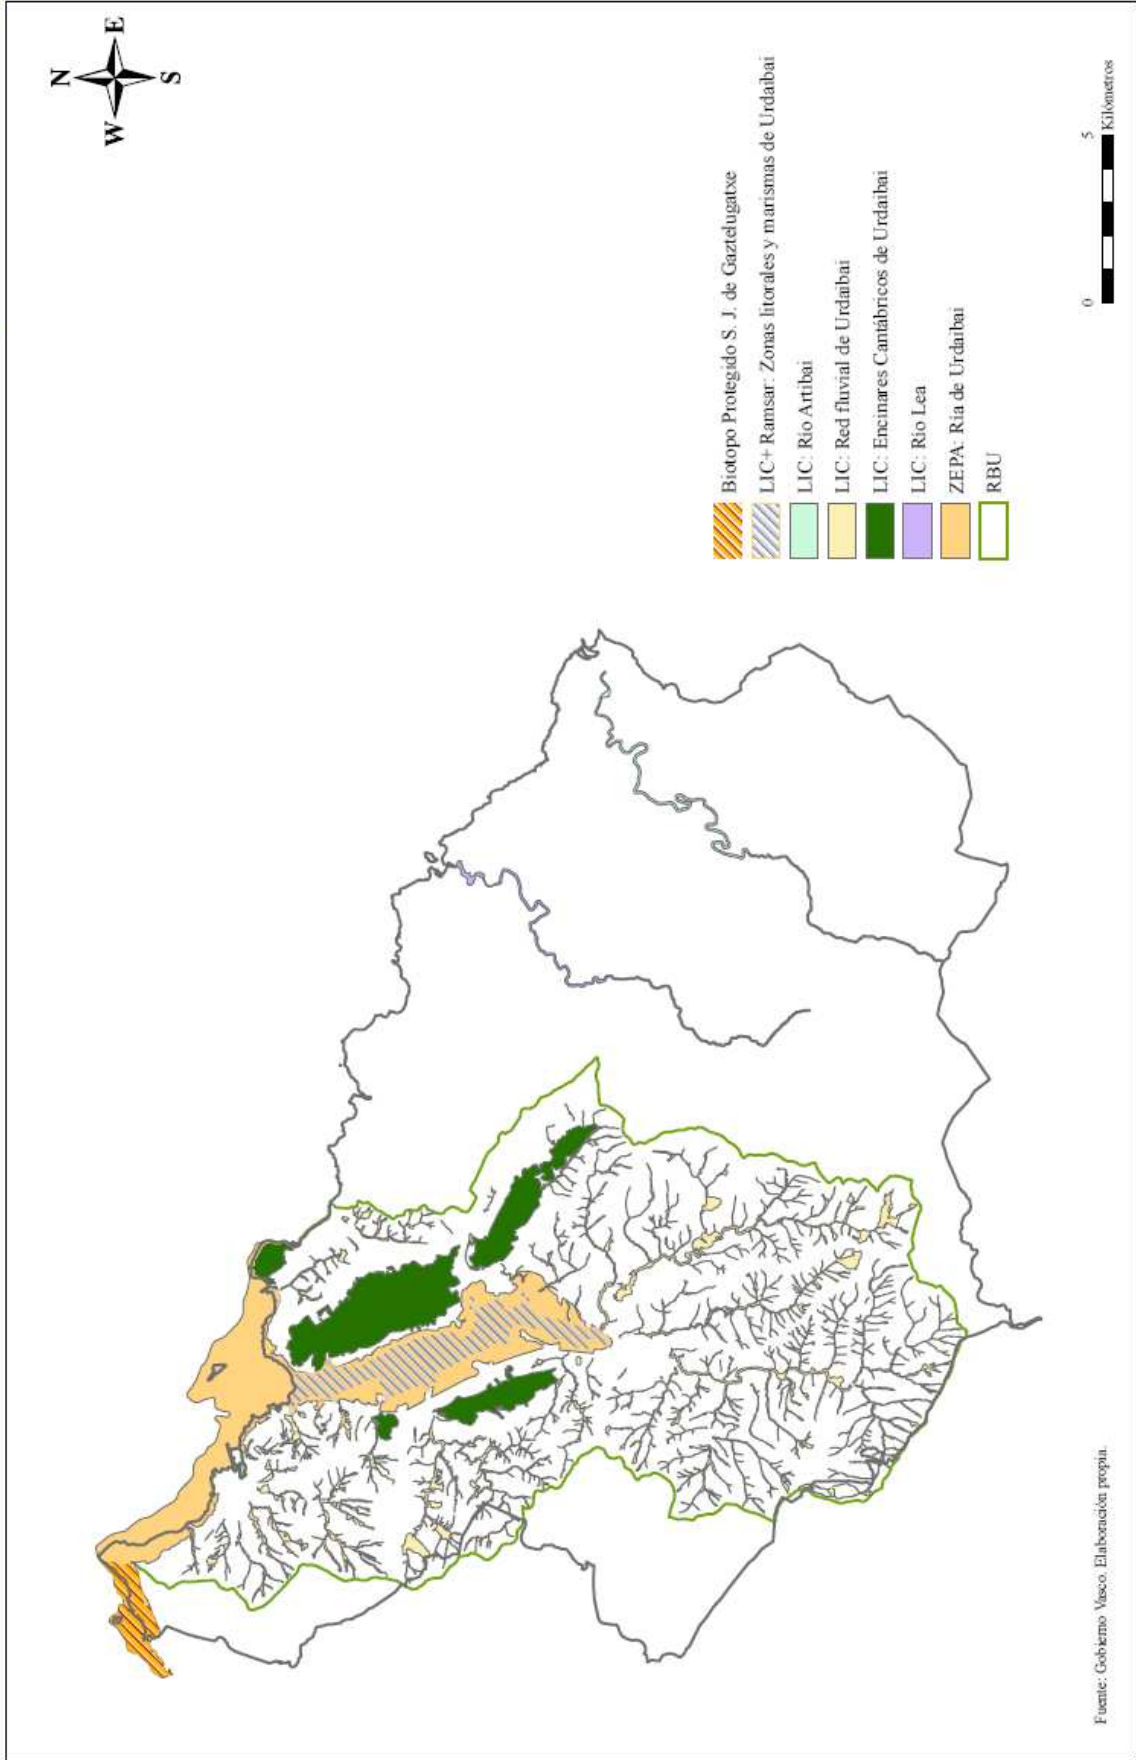 N
W E
S
Biotopo Protegido S. J. de Gaztelugatxe
LIC+ Ramsar: Zonas litorales y marismas de Urdaibai
LIC: Río Artibai
LIC: Red fluvial de Urdaibai
LIC: Encinares Cantábricos de Urdaibai
LIC: Río Lea
ZEPA: Ría de Urdaibai
RBU
0 5
Kilómetros
Fuente: Gobierno Vasco. Elaboración propia.